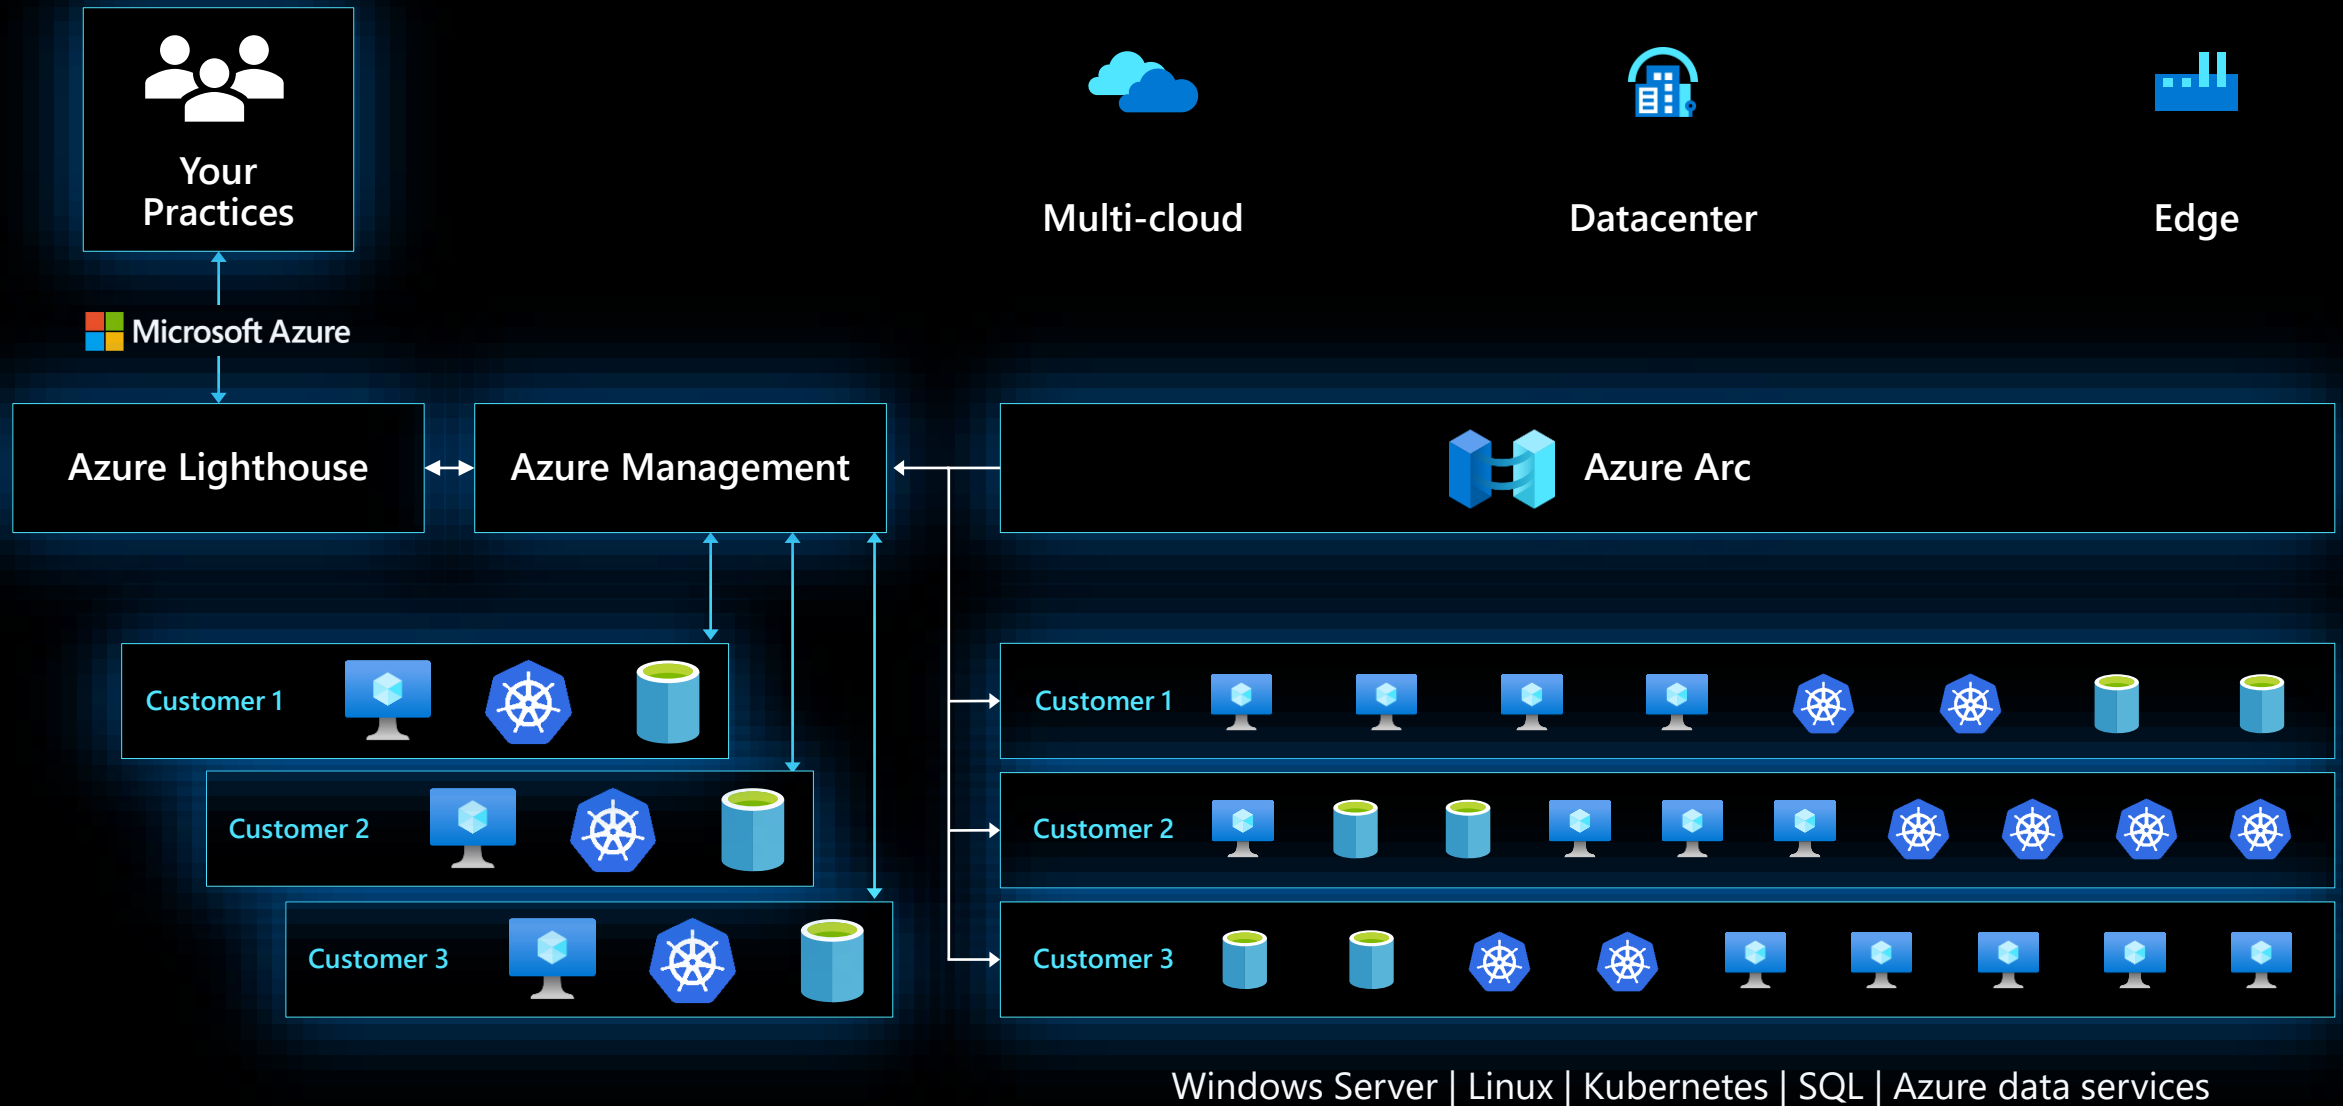 Your
Practices
Multi-cloud
Datacenter
Edge
Microsoft Azure
Azure Lighthouse
Azure Management
Azure Arc
Customer 1
Customer 2
Customer 3
Customer 1
Customer 2
Customer 3
Windows Server | Linux | Kubernetes | SQL | Azure data services